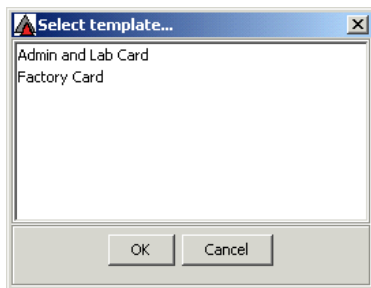 Select template...
Admin and Lab Card
Factory Card
OK Cancel